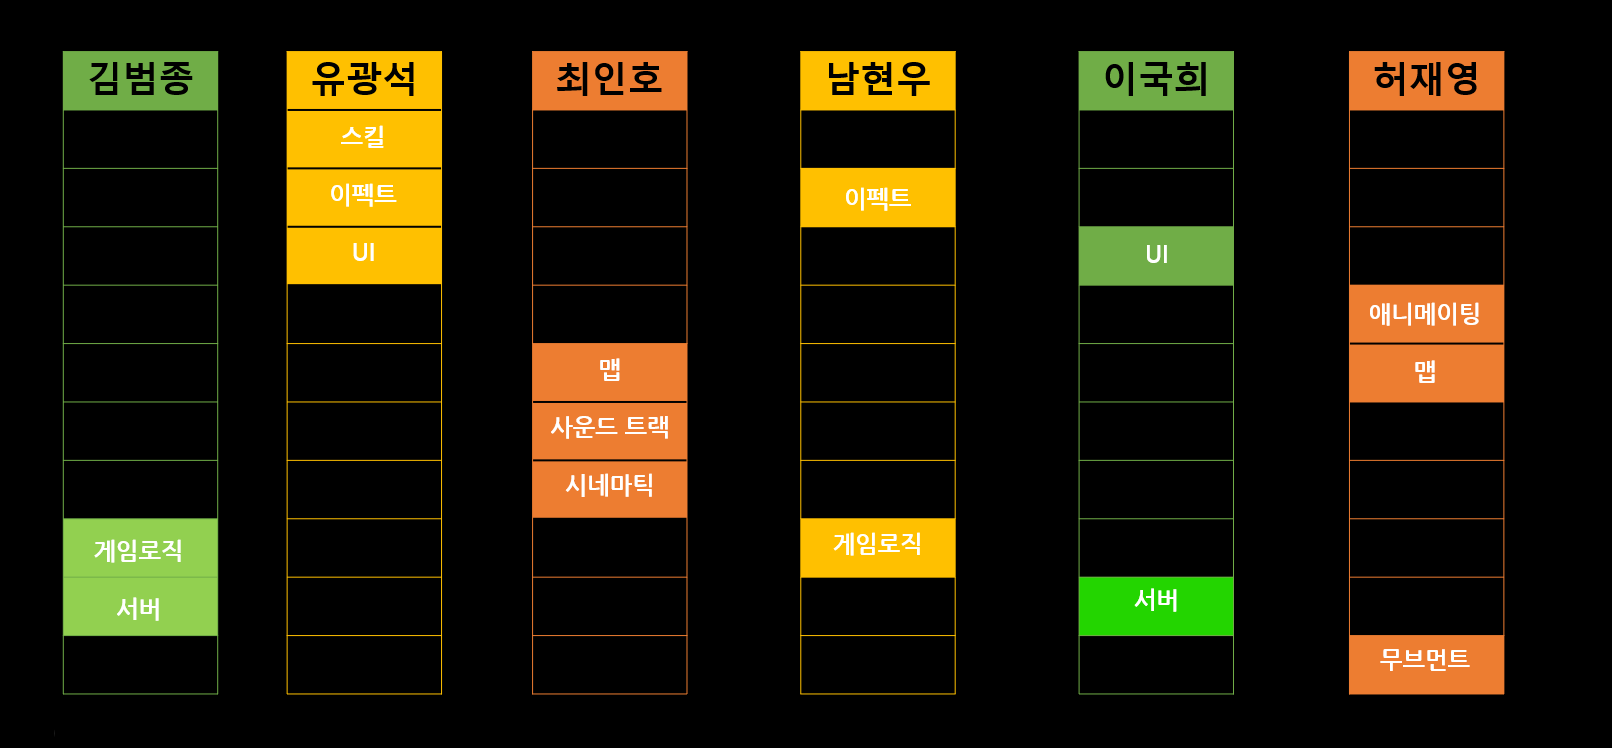 김범종 유광석 최인호 남현우 이국희 허재영
스킬
이펙트 이펙트
UI UI
애니메이팅
맵 맵
사운드 트랙
시네마틱
게임로직 게임로직
서버 서버
무브먼트